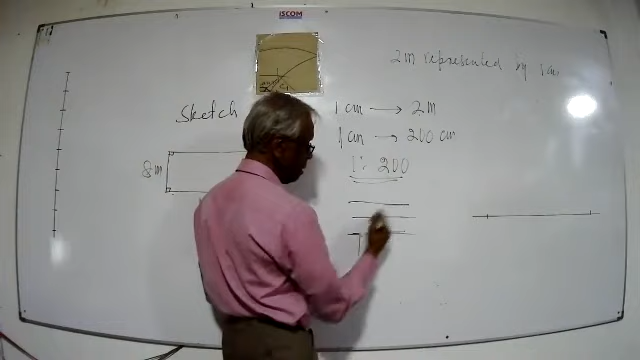 iSCOM
2m represented by 1cm
Sketch
1 cm → 2 m
1 cm → 200 cm
1: 200
8 m